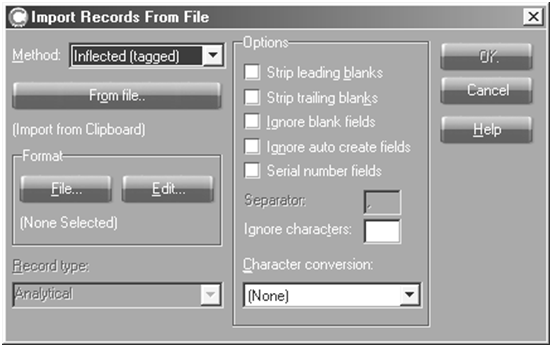 Import Records From File
Method: Inflected (tagged)
From file..
(Import from Clipboard)
Format
File... Edit...
(None Selected)
Record type:
Analytical
Options
Strip leading blanks
Strip trailing blanks
Ignore blank fields
Ignore auto create fields
Serial number fields
Separator: ,
Ignore characters:
Character conversion:
(None)
OK
Cancel
Help